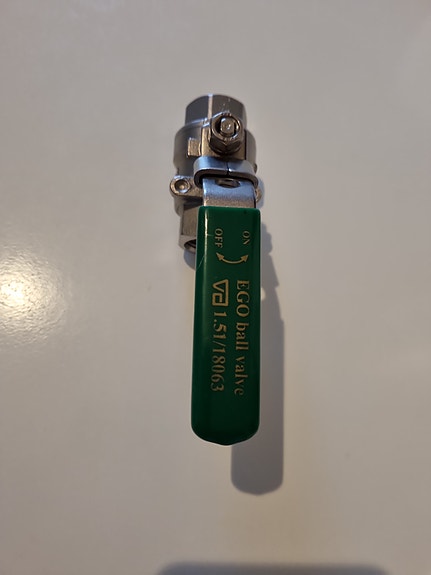 ON
OFF
EGO ball valve
1.51/18063